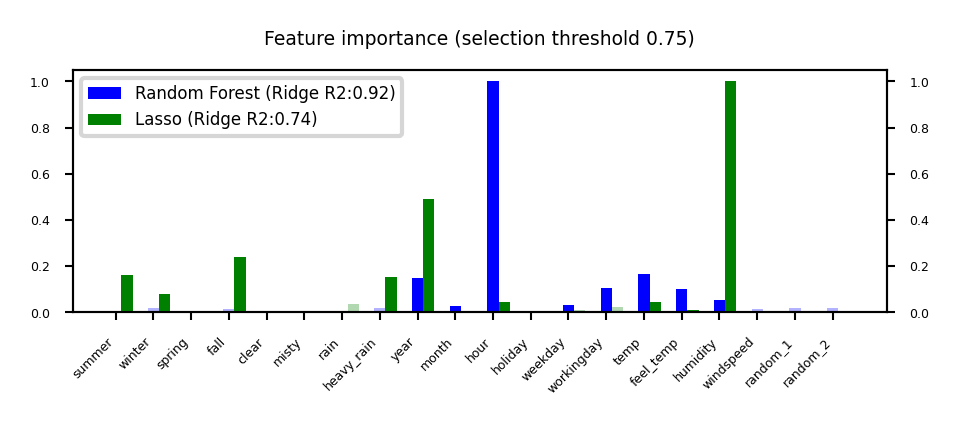 Feature importance (selection threshold 0.75)
Random Forest (Ridge R2:0.92)
Lasso (Ridge R2:0.74)
1.0
0.8
0.6
0.4
0.2
0.0
1.0
0.8
0.6
0.4
0.2
0.0
summer
winter
spring
fall
clear
misty
rain
heavy_rain
year
month
hour
holiday
weekday
workingday
temp
feel_temp
humidity
windspeed
random_1
random_2